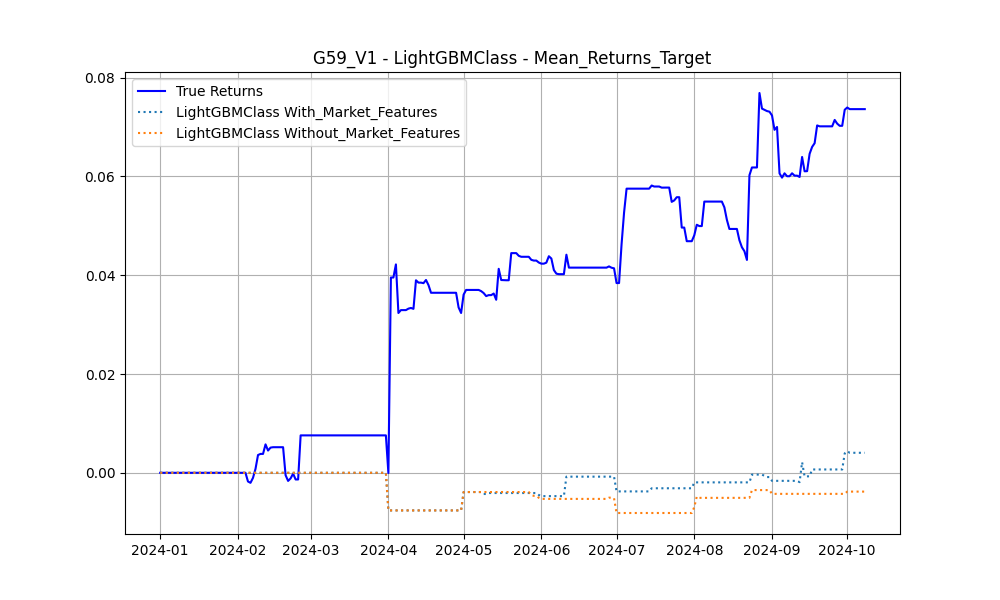 G59_V1 - LightGBMClass - Mean_Returns_Target
True Returns
LightGBMClass With_Market_Features
LightGBMClass Without_Market_Features
0.08
0.06
0.04
0.02
0.00
2024-01 2024-02 2024-03 2024-04 2024-05 2024-06 2024-07 2024-08 2024-09 2024-10